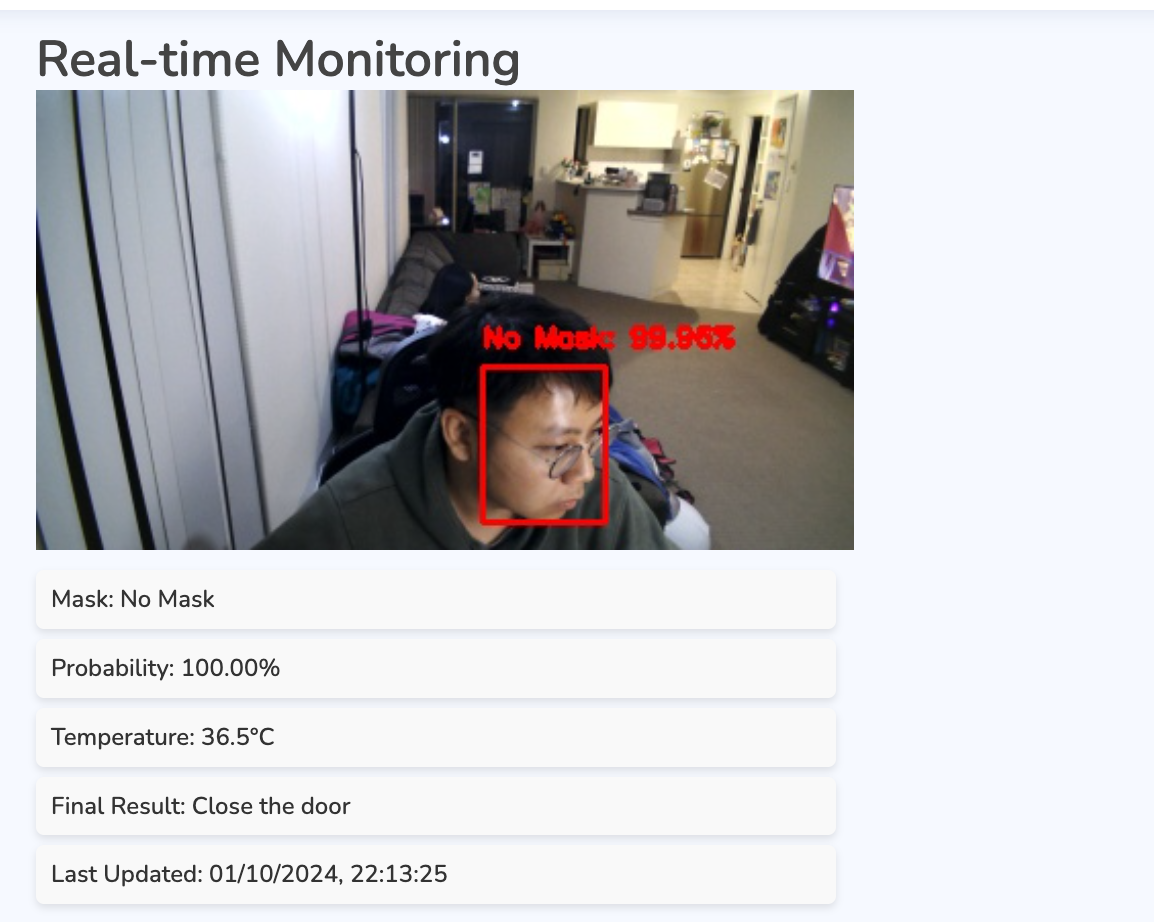 Real-time Monitoring
No Mask: 99.95%
Mask: No Mask
Probability: 100.00%
Temperature: 36.5°C
Final Result: Close the door
Last Updated: 01/10/2024, 22:13:25